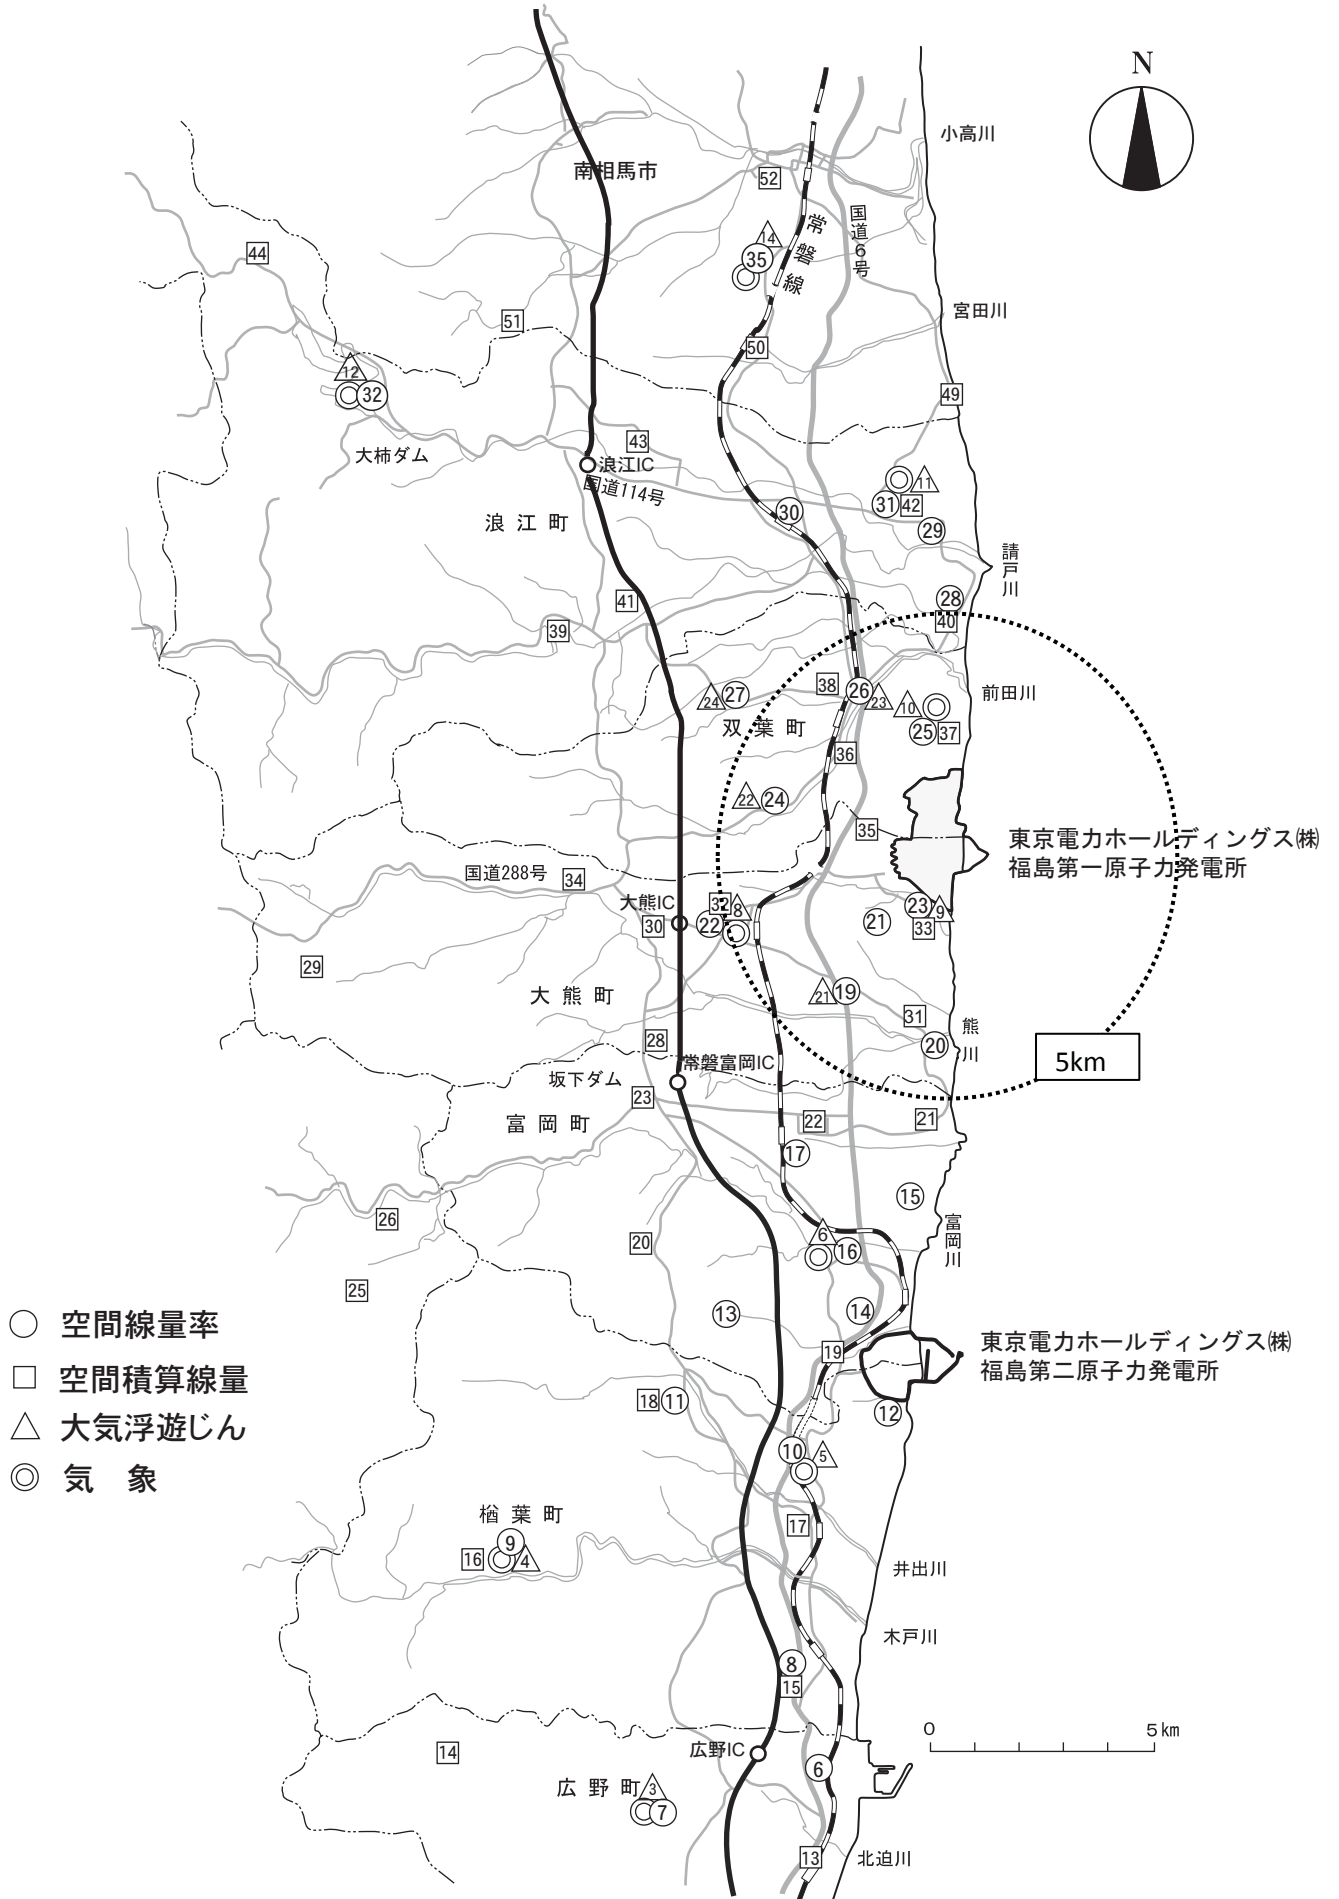 N
小高川
南相馬市
52
国道6号
14
常磐線
35
44
宮田川
51
50
12
32
49
43
大柿ダム
浪江IC
国道114号
11
31
42
30
浪江町
29
請戸川
28
41
40
39
38
26
23
24
27
10
前田川
双葉町
25
37
36
22
24
35
東京電力ホールディングス㈱
福島第一原子力発電所
国道288号
34
大熊IC
32
8
23
9
30
22
21
33
29
21
19
大熊町
31
熊川
28
20
常磐富岡IC
5km
坂下ダム
23
富岡町
22
21
17
15
26
富岡川
6
16
20
25
13
14
○ 空間線量率
19
東京電力ホールディングス㈱
福島第二原子力発電所
□ 空間積算線量
18
11
12
△ 大気浮遊じん
10
5
◎ 気象
楢葉町
17
9
16
4
井出川
木戸川
8
15
0 5km
広野IC
14
6
広野町
3
7
13
北迫川